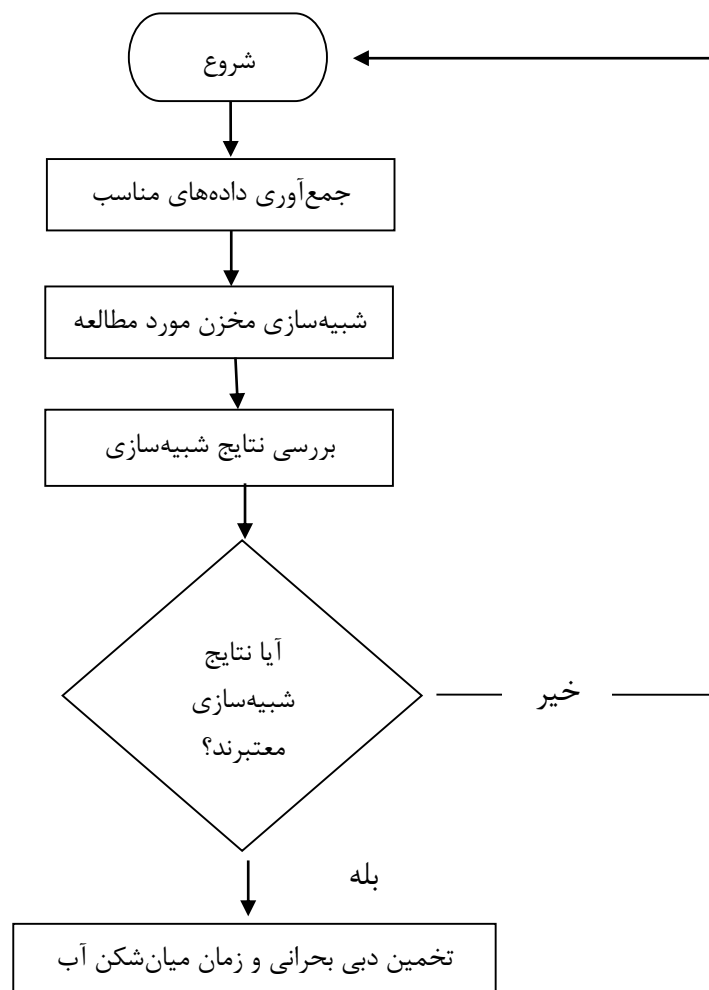 شروع
جمع‌آوری داده‌های مناسب
شبیه‌سازی مخزن مورد مطالعه
بررسی نتایج شبیه‌سازی
آیا نتایج
شبیه‌سازی
معتبرند؟
خیر
بله
تخمین دبی بحرانی و زمان میان‌شکن آب